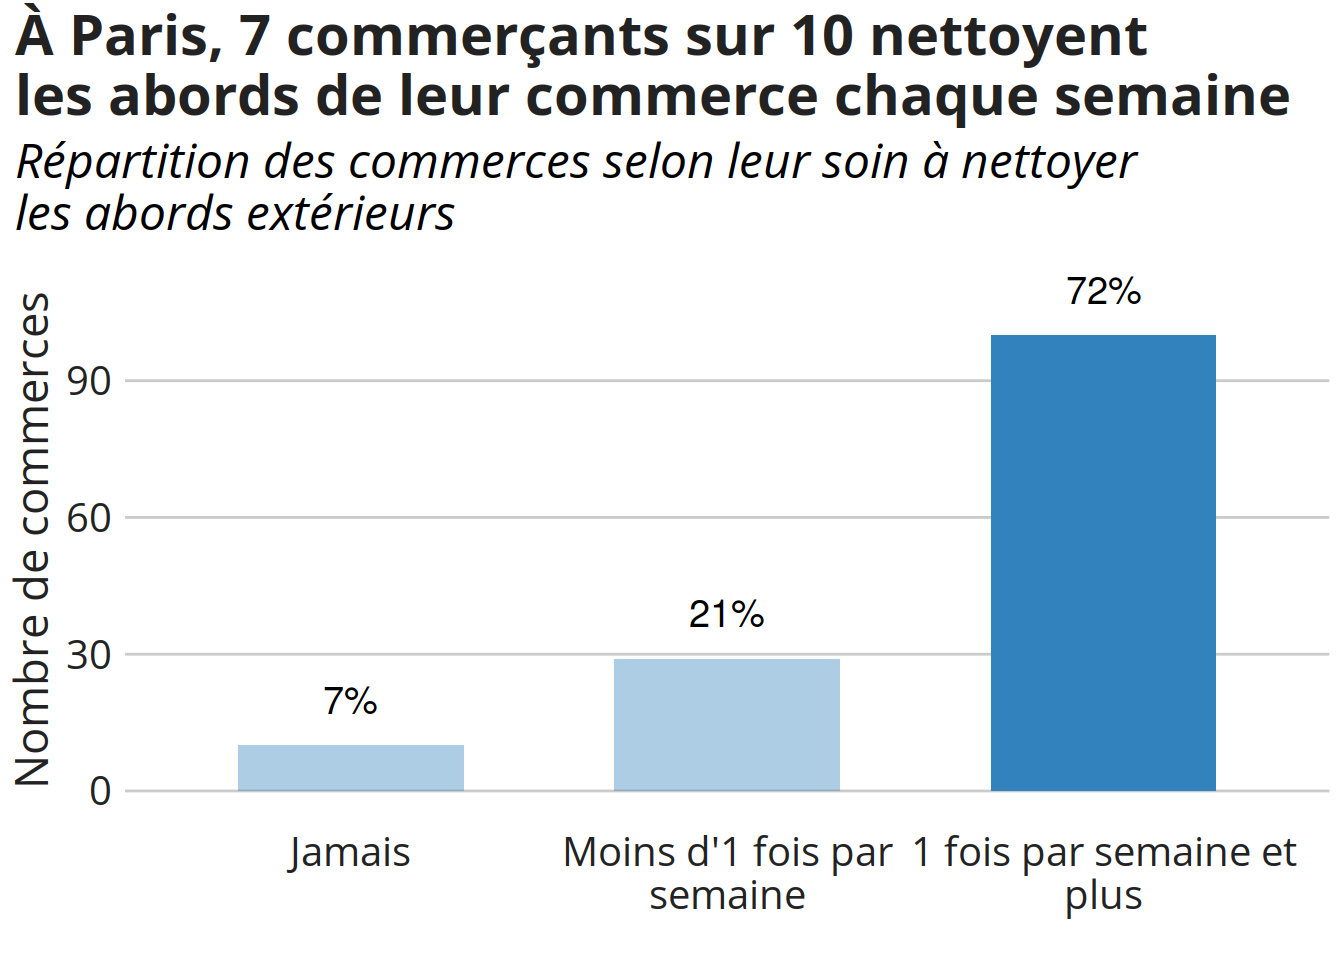 À Paris, 7 commerçants sur 10 nettoyent
les abords de leur commerce chaque semaine
Répartition des commerces selon leur soin à nettoyer
les abords extérieurs
Nombre de commerces
90
60
30
0
7%
21%
72%
Jamais
Moins d'1 fois par
semaine
1 fois par semaine et
plus